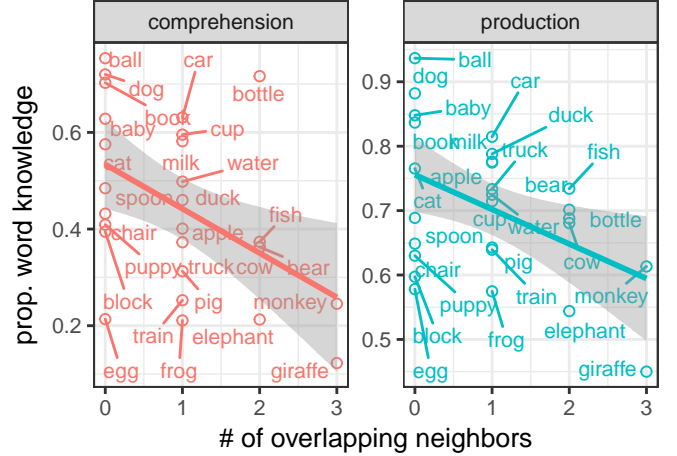 comprehension
production
prop. word knowledge
0.6
0.4
0.2
ball
dog
book
baby
cat
spoon
chair
puppy
block
egg
car
cup
milk
water
duck
apple
truck
pig
train
frog
bottle
fish
bear
cow
elephant
monkey
giraffe
0
1
2
3
0.9
0.8
0.7
0.6
0.5
ball
dog
baby
book
cat
spoon
chair
puppy
block
egg
car
duck
milk
truck
apple
cup
water
pig
train
frog
fish
bear
bottle
cow
elephant
monkey
giraffe
0
1
2
3
# of overlapping neighbors